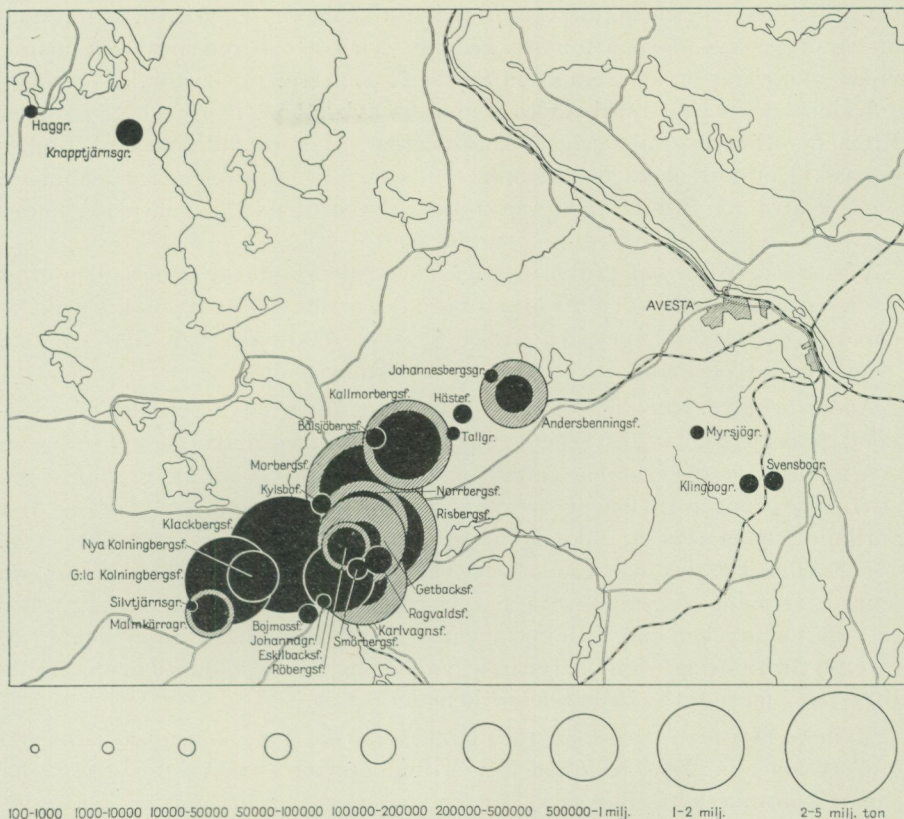 Haggr.
Knapptjärnsgr.
AVESTA
Johannesbergsgr.
Kallmorbergsf.
Hästef.
Bålsjöbergsf.
Tallgr.
Andersbenningsf.
Myrsjögr.
Morbergsf.
Svensbogr.
Kylsbof.
Norrbergsf.
Klingbogr.
Risbergsf.
Klackbergsf.
Nya Kolningbergsf.
G:la Kolningbergsf.
Getbacksf.
Silvtjärnsgr.
Ragvaldsf.
Malmkärragr.
Bojmossf.
Karlvagnsf.
Johannagr.
Smörbergsf.
Eskilbacksf.
Röbergsf.
100-1000 1000-10000 10000-50000 50000-100000 100000-200000 200000-500000 500000-1 milj. 1-2 milj. 2-5 milj. ton